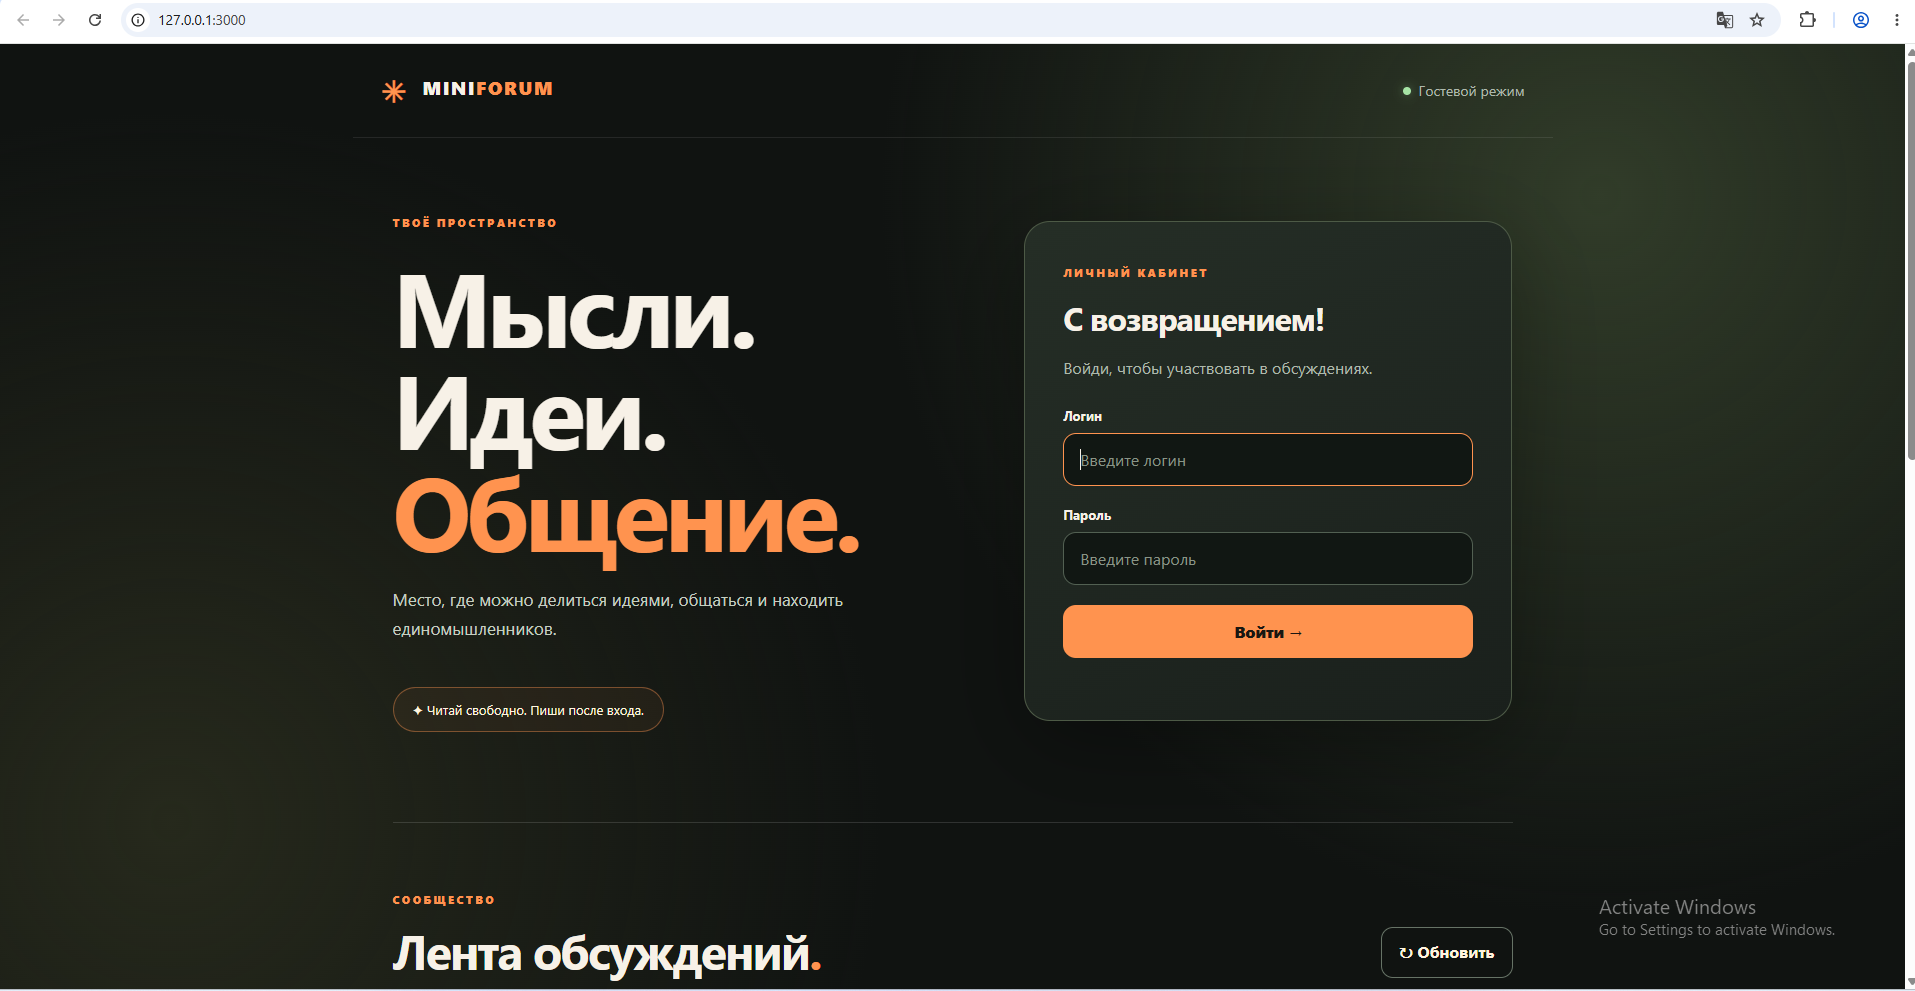 127.0.0.1:3000
MINIFORUM
Гостевой режим
ТВОЁ ПРОСТРАНСТВО
Мысли.
Идеи.
Общение.
Место, где можно делиться идеями, общаться и находить
единомышленников.
✦ Читай свободно. Пиши после входа.
ЛИЧНЫЙ КАБИНЕТ
С возвращением!
Войди, чтобы участвовать в обсуждениях.
Логин
Введите логин
Пароль
Введите пароль
Войти →
СООБЩЕСТВО
Лента обсуждений.
↻ Обновить
Activate Windows
Go to Settings to activate Windows.